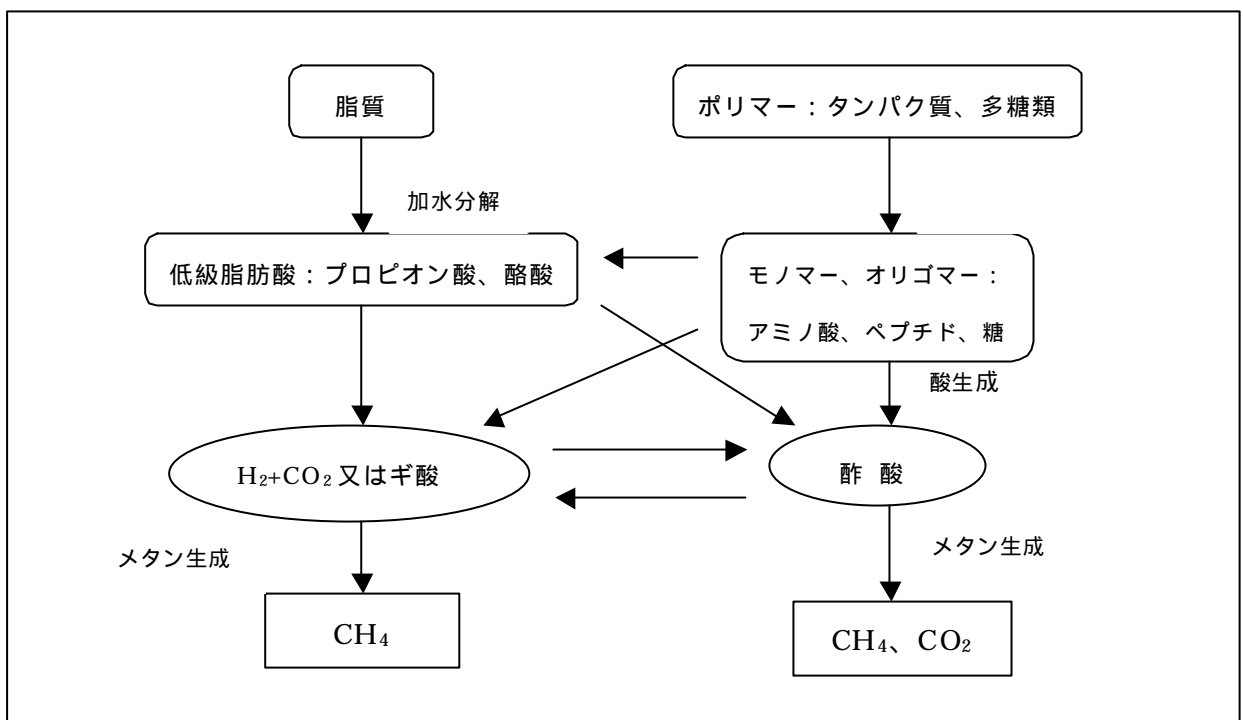 脂質
ポリマー：タンパク質、多糖類
加水分解
低級脂肪酸：プロピオン酸、酪酸
モノマー、オリゴマー：
アミノ酸、ペプチド、糖
酸生成
H₂+CO₂又はギ酸
酢 酸
メタン生成
メタン生成
CH₄
CH₄、CO₂